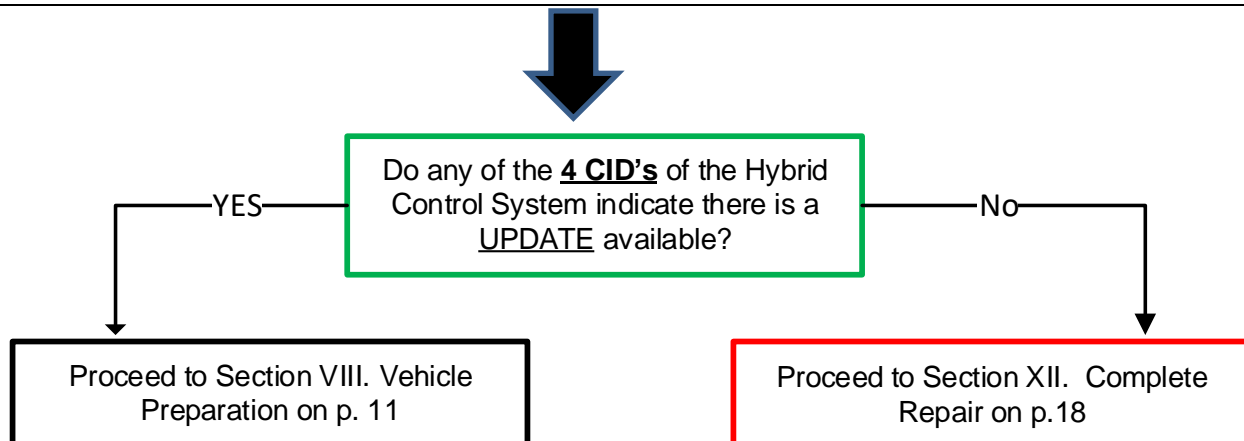 Do any of the 4 CID's of the Hybrid
Control System indicate there is a
UPDATE available?
YES
No
Proceed to Section VIII. Vehicle
Preparation on p. 11
Proceed to Section XII.  Complete
Repair on p.18